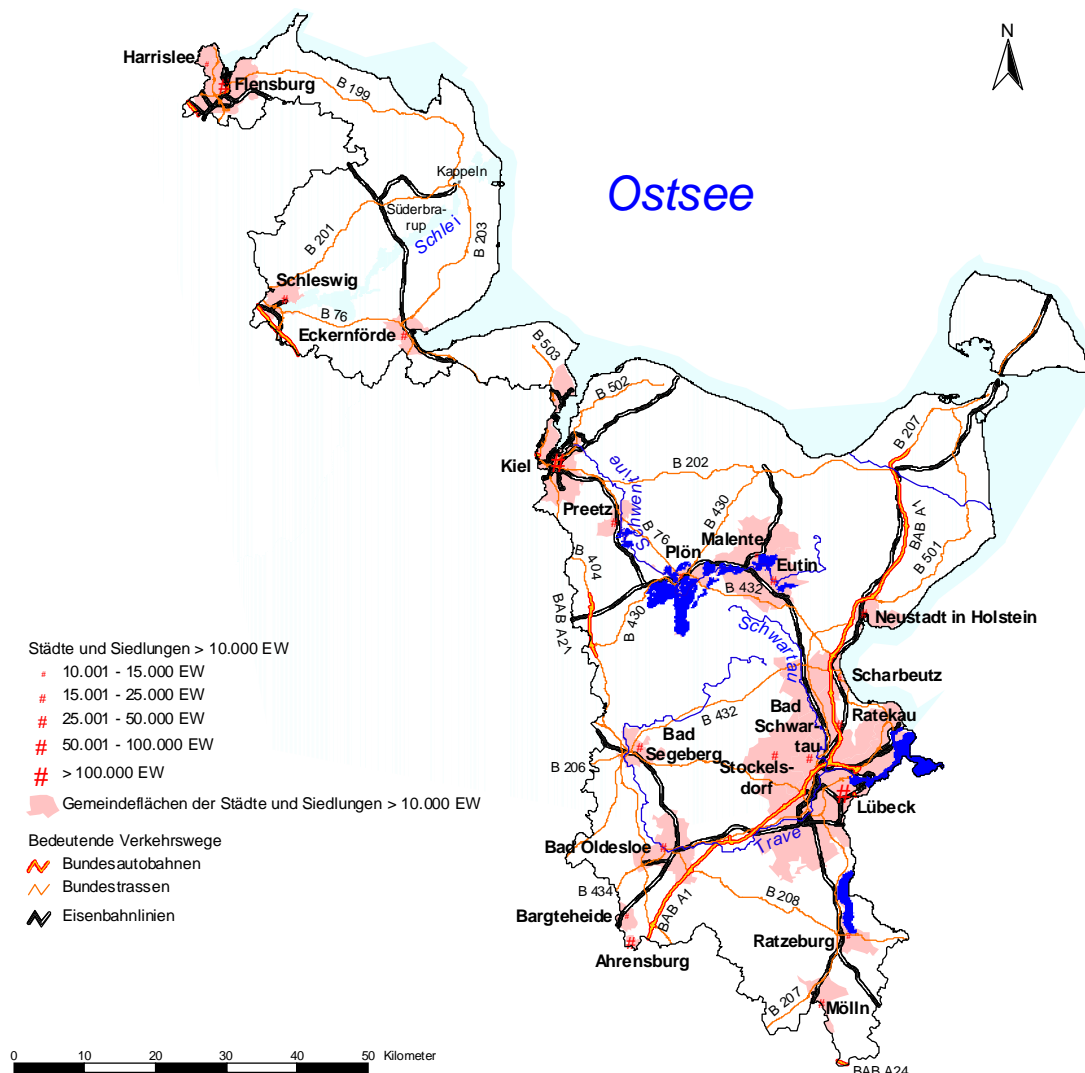 N
Harrislee
Flensburg
B 199
Ostsee
Kappeln
Süderbra-
rup
Schlei
B 201
B 203
Schleswig
B 76
Eckernförde
B 503
B 502
B 207
Kiel
B 202
Schwentine
Preetz
B 76
B 430
Malente
BAB A1
Plön
Eutin
B 404
B 432
B 501
BAB A21
B 430
Neustadt in Holstein
Schwartau
Scharbeutz
Städte und Siedlungen > 10.000 EW
# 10.001 - 15.000 EW
# 15.001 - 25.000 EW
# 25.001 - 50.000 EW
# 50.001 - 100.000 EW
# > 100.000 EW
Gemeindeflächen der Städte und Siedlungen > 10.000 EW
Bedeutende Verkehrswege
Bundesautobahnen
Bundestrassen
Eisenbahnlinien
B 432
Bad
Schwar-
tau
Ratekau
Bad
Segeberg
B 206
Stockels-
dorf
Lübeck
Trave
Bad Oldesloe
B 434
BAB A1
B 208
Bargteheide
Ratzeburg
Ahrensburg
B 207
Mölln
BAB A24
0 10 20 30 40 50 Kilometer